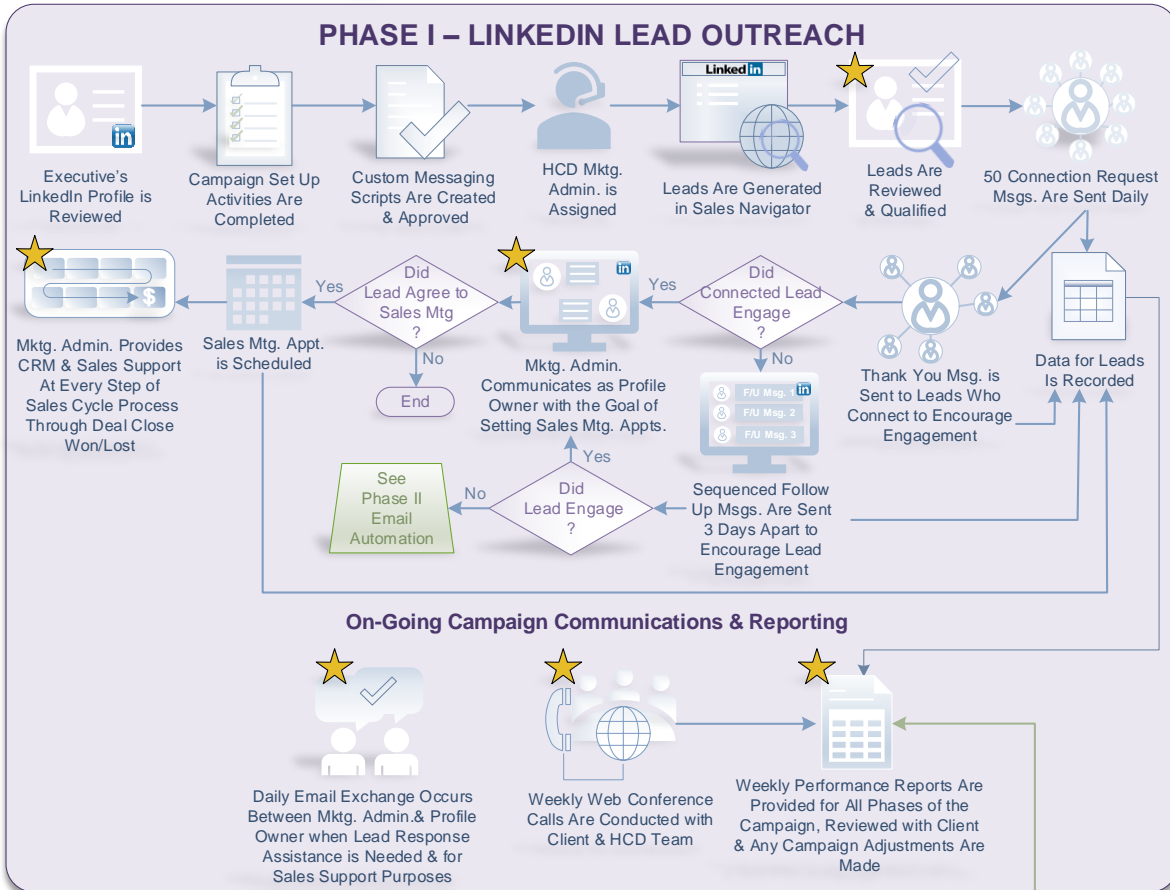 PHASE I – LINKEDIN LEAD OUTREACH
Linked in
in
Executive's
LinkedIn Profile is
Reviewed
Campaign Set Up
Activities Are
Completed
Custom Messaging
Scripts Are Created
& Approved
HCD Mktg.
Admin. is
Assigned
Leads Are Generated
in Sales Navigator
Leads Are
Reviewed
& Qualified
50 Connection Request
Msgs. Are Sent Daily
$
Mktg. Admin. Provides
CRM & Sales Support
At Every Step of
Sales Cycle Process
Through Deal Close
Won/Lost
Sales Mtg. Appt.
is Scheduled
Yes
Did
Lead Agree to
Sales Mtg
?
No
End
in
Mktg. Admin.
Communicates as Profile
Owner with the Goal of
Setting Sales Mtg. Appts.
Yes
Did
Connected Lead
Engage
?
No
Thank You Msg. is
Sent to Leads Who
Connect to Encourage
Engagement
Data for Leads
Is Recorded
in
F/U Msg. 1
F/U Msg. 2
F/U Msg. 3
Sequenced Follow
Up Msgs. Are Sent
3 Days Apart to
Encourage Lead
Engagement
Yes
Did
Lead Engage
?
No
See
Phase II
Email
Automation
On-Going Campaign Communications & Reporting
Daily Email Exchange Occurs
Between Mktg. Admin.& Profile
Owner when Lead Response
Assistance is Needed & for
Sales Support Purposes
Weekly Web Conference
Calls Are Conducted with
Client & HCD Team
Weekly Performance Reports Are
Provided for All Phases of the
Campaign, Reviewed with Client
& Any Campaign Adjustments Are
Made